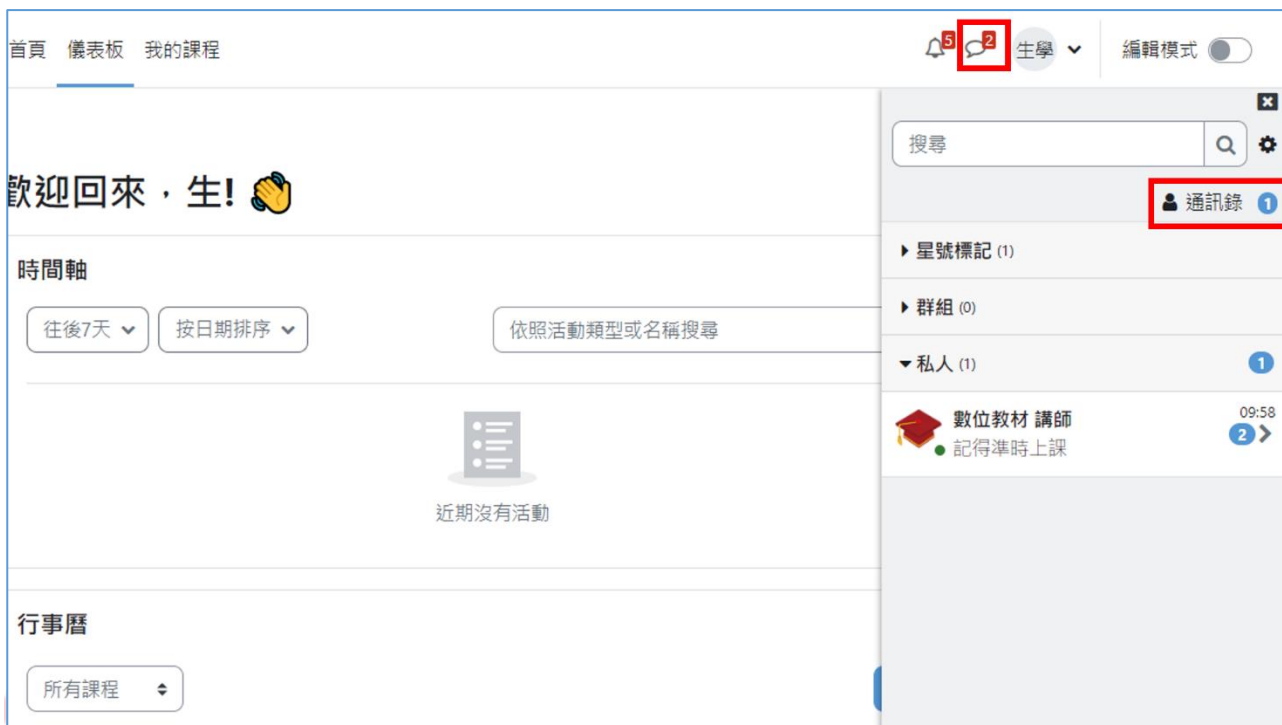 首頁 儀表板 我的課程 5 2 生學 編輯模式
搜尋
歡迎回來，生!
通訊錄 1
時間軸
星號標記 (1)
往後7天 按日期排序 依照活動類型或名稱搜尋
群組 (0)
私人 (1) 1
數位教材 講師 09:58
記得準時上課 2
近期沒有活動
行事曆
所有課程